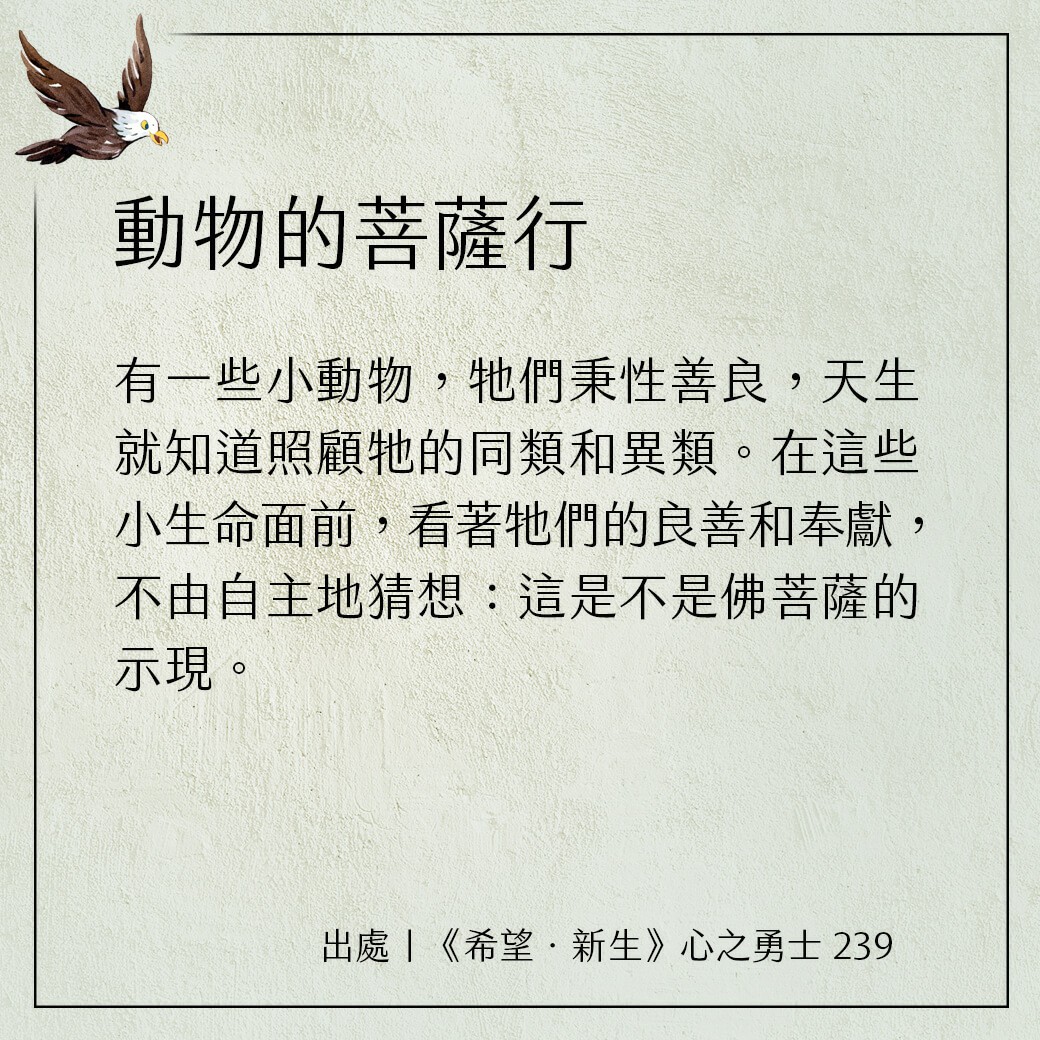 動物的菩薩行
有一些小動物，牠們秉性善良，天生
就知道照顧牠的同類和異類。在這些
小生命面前，看著牠們的良善和奉獻，
不由自主地猜想：這是不是佛菩薩的
示現。
出處｜《希望．新生》心之勇士 239